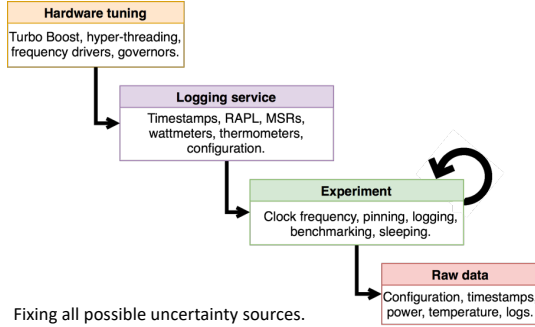 Hardware tuning
Turbo Boost, hyper-threading,
frequency drivers, governors.
Logging service
Timestamps, RAPL, MSRs,
wattmeters, thermometers,
configuration.
Experiment
Clock frequency, pinning, logging,
benchmarking, sleeping.
Raw data
Configuration, timestamps,
power, temperature, logs.
Fixing all possible uncertainty sources.